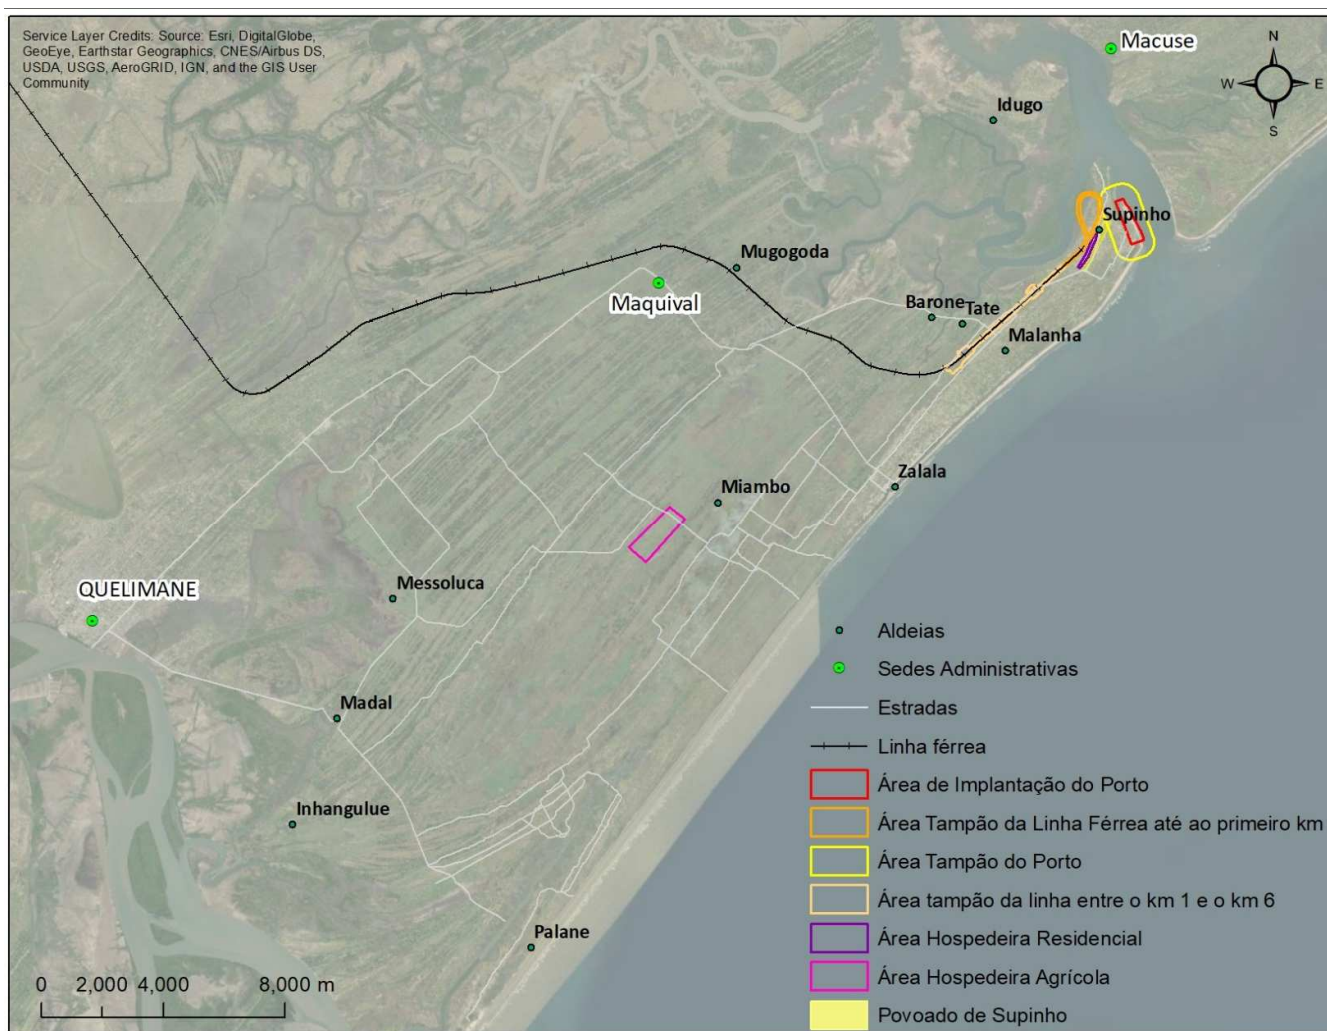 Service Layer Credits: Source: Esri, DigitalGlobe,
GeoEye, Earthstar Geographics, CNES/Airbus DS,
USDA, USGS, AeroGRID, IGN, and the GIS User
Community
Macuse
N
W
E
S
Idugo
Supinho
Mugogoda
Maquival
Barone
Tate
Malanha
Zalala
Miambo
Messoluca
QUELIMANE
Madal
Inhangulue
Palane
Aldeias
Sedes Administrativas
Estradas
Linha férrea
Área de Implantação do Porto
Área Tampão da Linha Férrea até ao primeiro km
Área Tampão do Porto
Área tampão da linha entre o km 1 e o km 6
Área Hospedeira Residencial
Área Hospedeira Agrícola
Povoado de Supinho
0 2,000 4,000 8,000 m